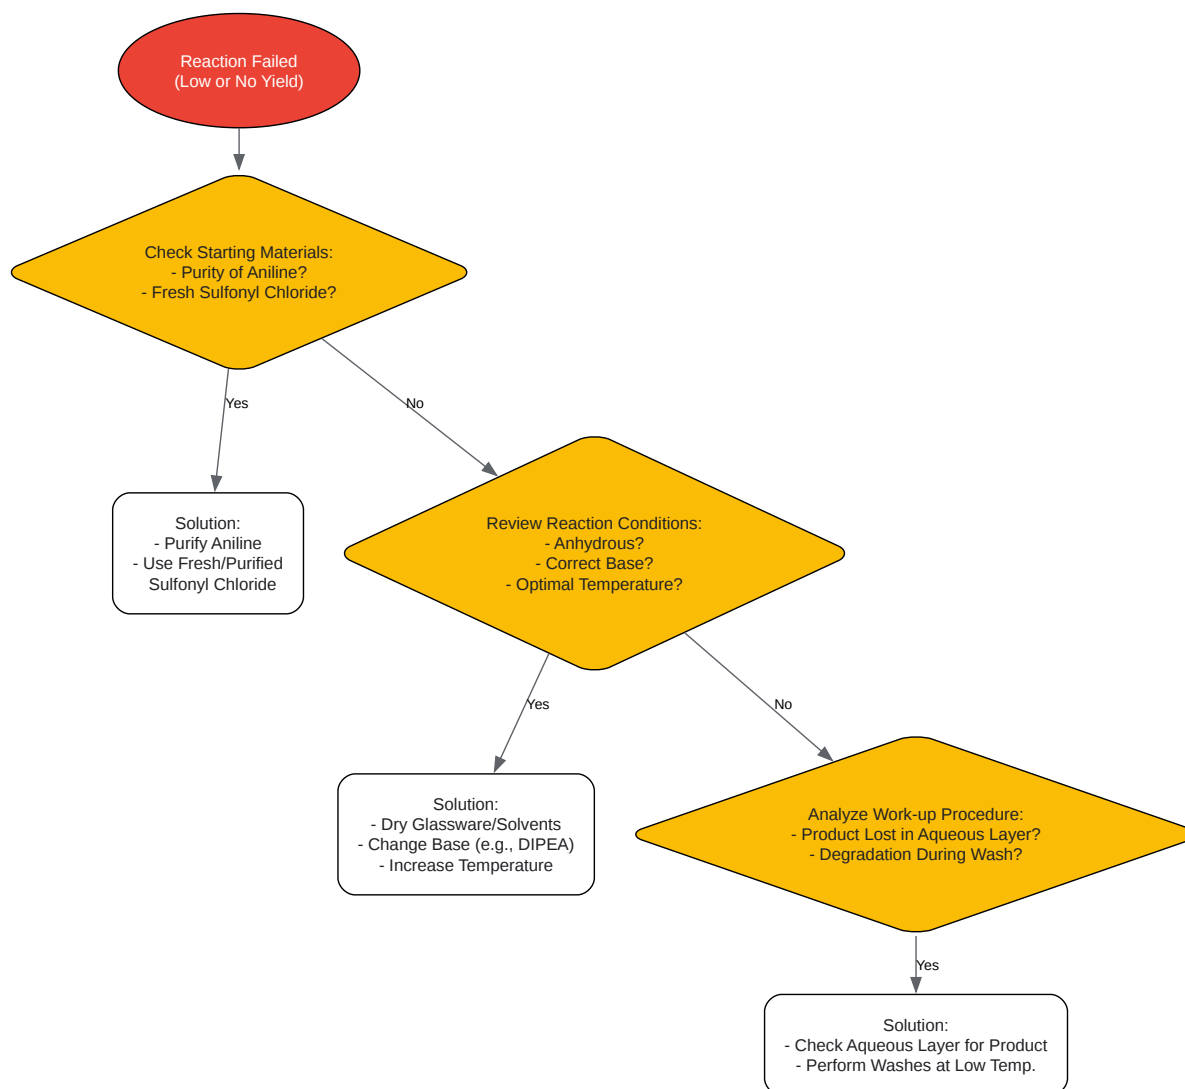 Reaction Failed
(Low or No Yield)
Check Starting Materials:
- Purity of Aniline?
- Fresh Sulfonyl Chloride?
Yes
No
Solution:
- Purify Aniline
- Use Fresh/Purified
Sulfonyl Chloride
Review Reaction Conditions:
- Anhydrous?
- Correct Base?
- Optimal Temperature?
Yes
No
Solution:
- Dry Glassware/Solvents
- Change Base (e.g., DIPEA)
- Increase Temperature
Analyze Work-up Procedure:
- Product Lost in Aqueous Layer?
- Degradation During Wash?
Yes
Solution:
- Check Aqueous Layer for Product
- Perform Washes at Low Temp.